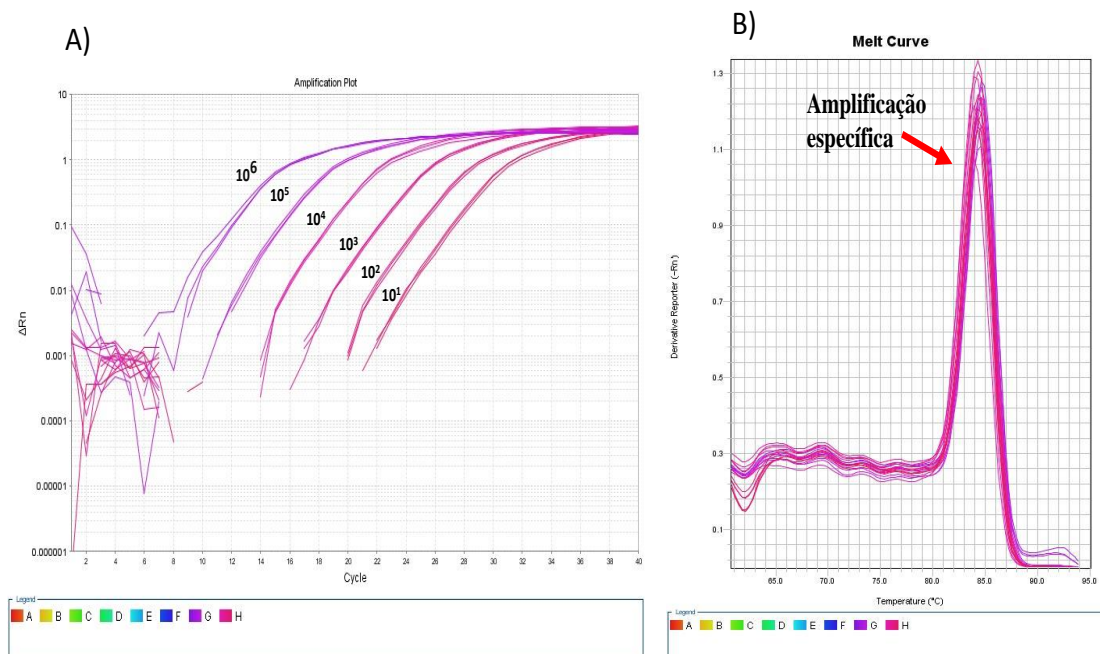 A)
Amplification Plot
10
1
0.1
0.01
0.001
0.0001
0.00001
0.000001
ΔRn
10⁶
10⁵
10⁴
10³
10²
10¹
2 4 6 8 10 12 14 16 18 20 22 24 26 28 30 32 34 36 38 40
Cycle
Legend
A B C D E F G H
B)
Melt Curve
Amplificação
específica
1.3
1.1
0.9
0.7
0.5
0.3
0.1
Derivative Reporter (-Rn')
65.0 70.0 75.0 80.0 85.0 90.0 95.0
Temperature (°C)
Legend
A B C D E F G H